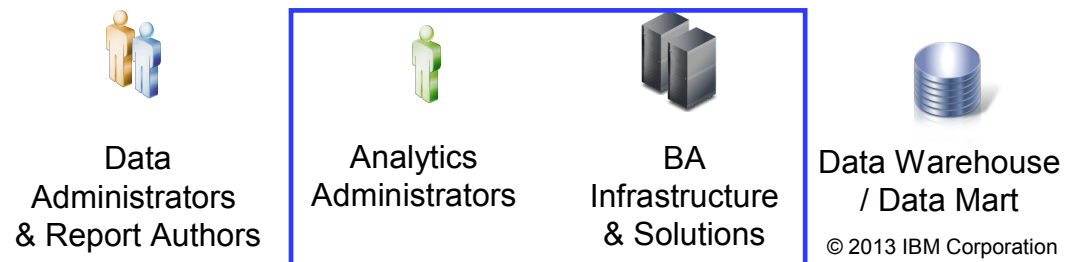 Data
Administrators
& Report Authors
Analytics
Administrators
BA
Infrastructure
& Solutions
Data Warehouse
/ Data Mart
© 2013 IBM Corporation